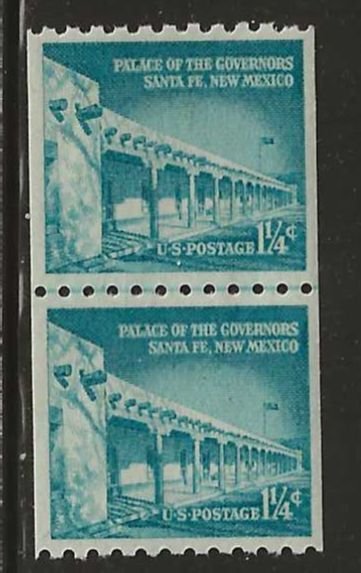 PALACE OF THE GOVERNORS
SANTA FE, NEW MEXICO
U·S·POSTAGE 1¼¢
PALACE OF THE GOVERNORS
SANTA FE, NEW MEXICO
U·S·POSTAGE 1¼¢